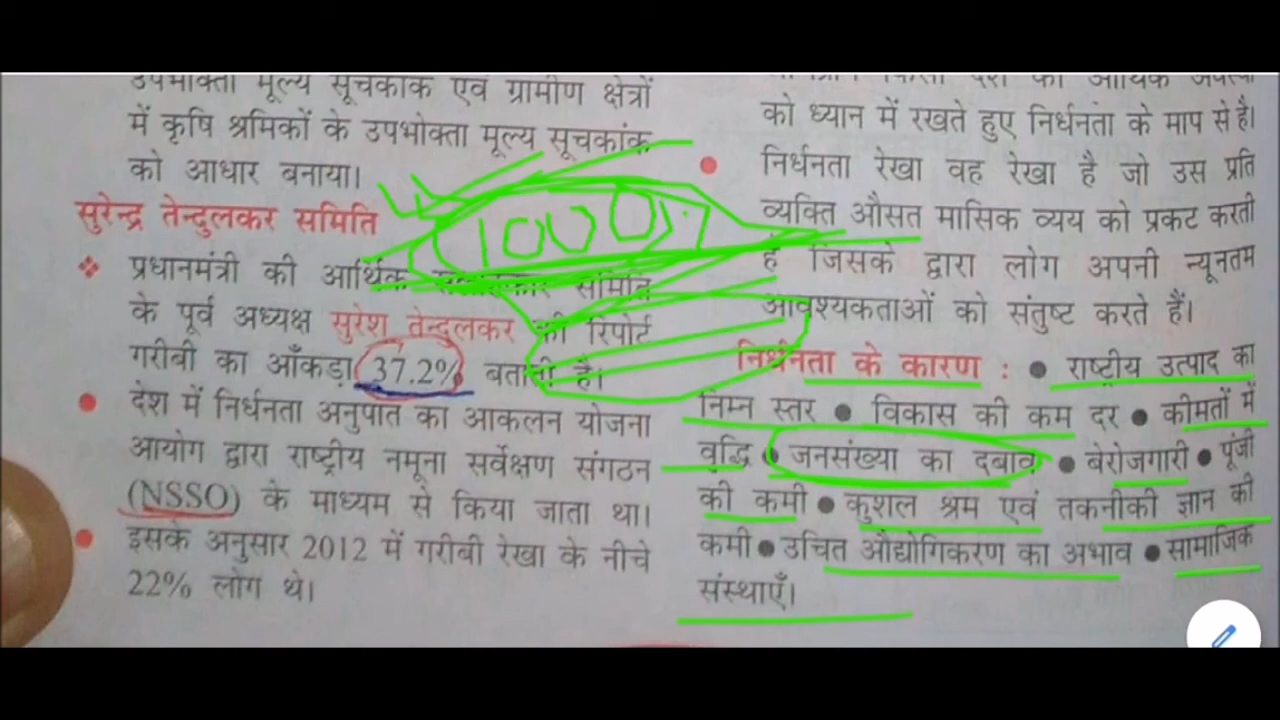 उपभोक्ता मूल्य सूचकांक एवं ग्रामीण क्षेत्रों
में कृषि श्रमिकों के उपभोक्ता मूल्य सूचकांक
को आधार बनाया।
सुरेन्द्र तेन्दुलकर समिति
❖ प्रधानमंत्री की आर्थिक समिति
के पूर्व अध्यक्ष सुरेश तेन्दुलकर की रिपोर्ट
गरीबी का आँकड़ा 37.2% बताती है।
● देश में निर्धनता अनुपात का आकलन योजना
आयोग द्वारा राष्ट्रीय नमूना सर्वेक्षण संगठन
(NSSO) के माध्यम से किया जाता था।
● इसके अनुसार 2012 में गरीबी रेखा के नीचे
22% लोग थे।
1000
को ध्यान में रखते हुए निर्धनता के माप से है।
● निर्धनता रेखा वह रेखा है जो उस प्रति
व्यक्ति औसत मासिक व्यय को प्रकट करती
है जिसके द्वारा लोग अपनी न्यूनतम
आवश्यकताओं को संतुष्ट करते हैं।
निर्धनता के कारण : ● राष्ट्रीय उत्पाद का
निम्न स्तर ● विकास की कम दर ● कीमतों में
वृद्धि ● जनसंख्या का दबाव ● बेरोजगारी ● पूंजी
की कमी ● कुशल श्रम एवं तकनीकी ज्ञान की
कमी ● उचित औद्योगिकरण का अभाव ● सामाजिक
संस्थाएँ।